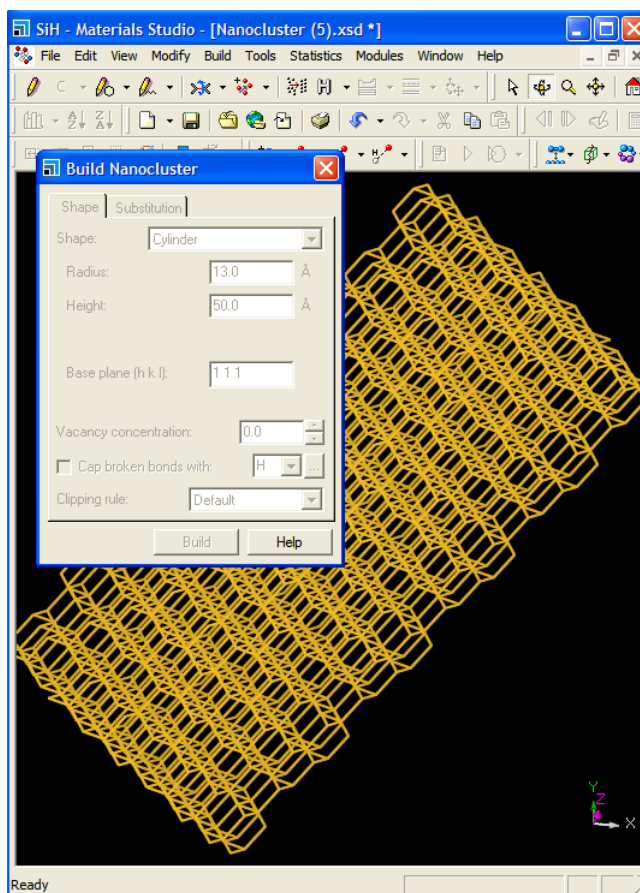 SiH - Materials Studio - [Nanocluster (5).xsd *]
File Edit View Modify Build Tools Statistics Modules Window Help
Build Nanocluster
Shape Substitution
Shape: Cylinder
Radius: 13.0 Å
Height: 50.0 Å
Base plane (h k l): 1 1 1
Vacancy concentration: 0.0
Cap broken bonds with: H ...
Clipping rule: Default
Build Help
Y
Z
X
Ready